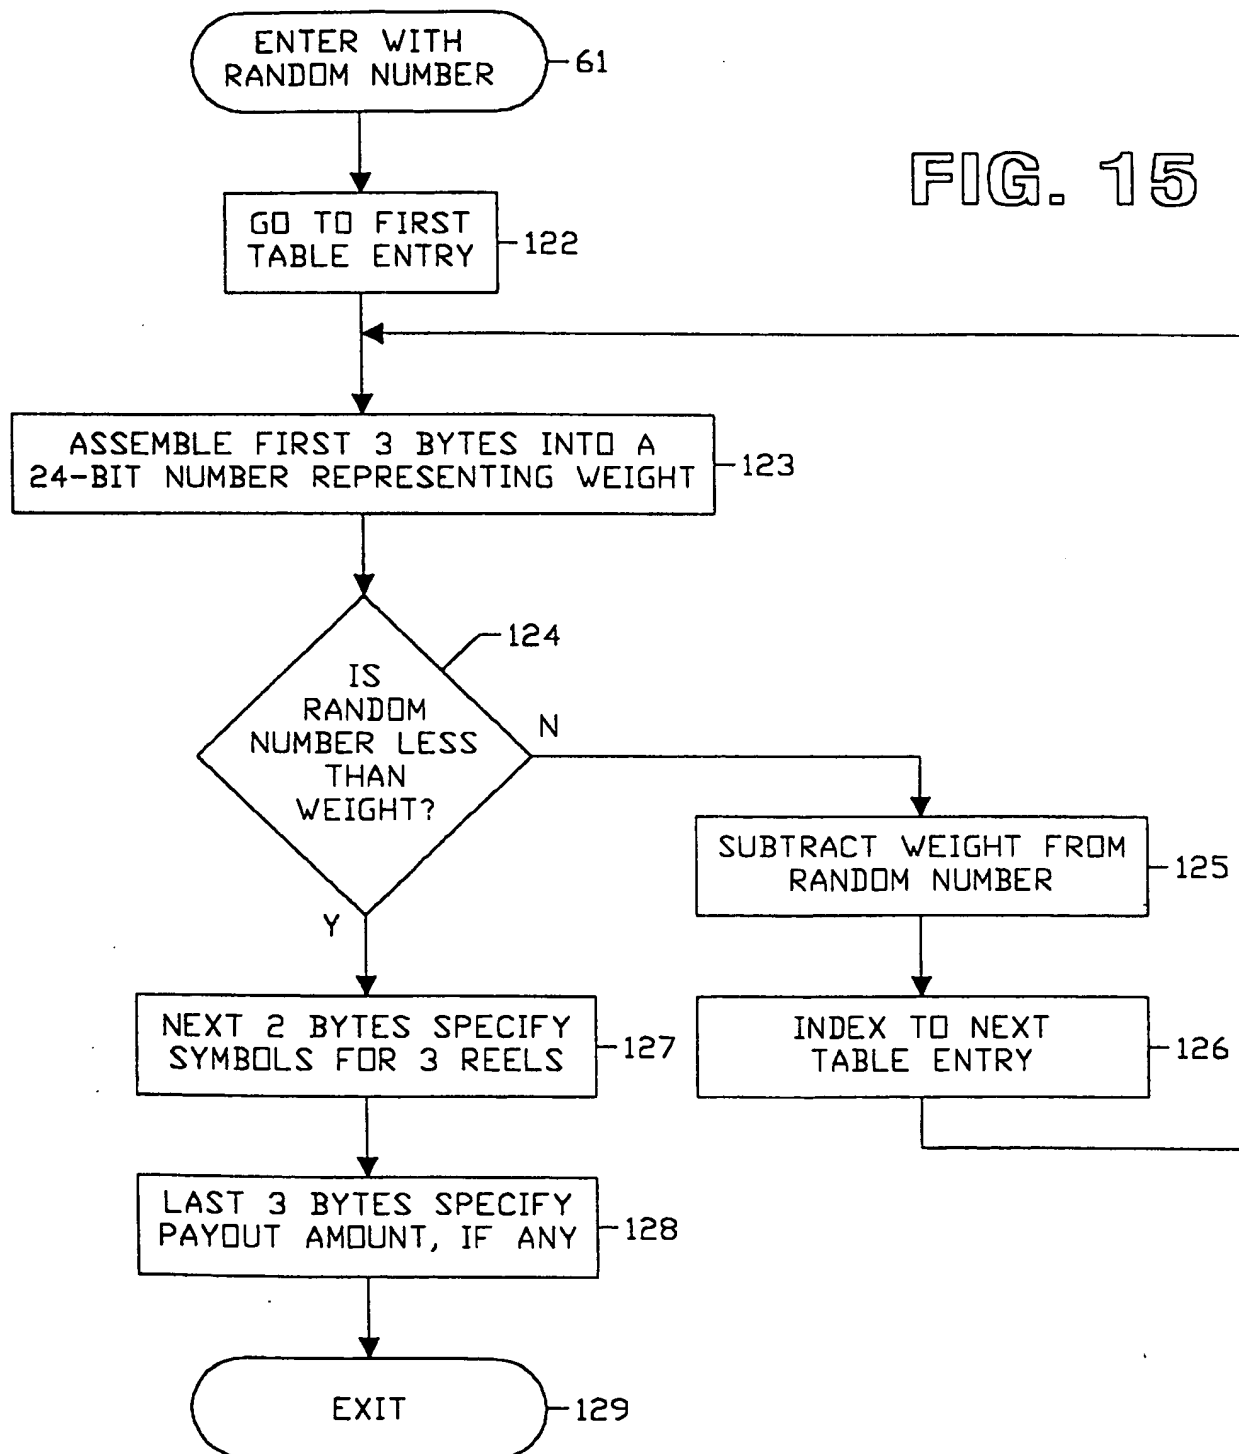 ENTER WITH
RANDOM NUMBER
61
FIG. 15
GO TO FIRST
TABLE ENTRY
122
ASSEMBLE FIRST 3 BYTES INTO A
24-BIT NUMBER REPRESENTING WEIGHT
123
124
IS
RANDOM
NUMBER LESS
THAN
WEIGHT?
N
Y
SUBTRACT WEIGHT FROM
RANDOM NUMBER
125
NEXT 2 BYTES SPECIFY
SYMBOLS FOR 3 REELS
127
INDEX TO NEXT
TABLE ENTRY
126
LAST 3 BYTES SPECIFY
PAYOUT AMOUNT, IF ANY
128
EXIT
129